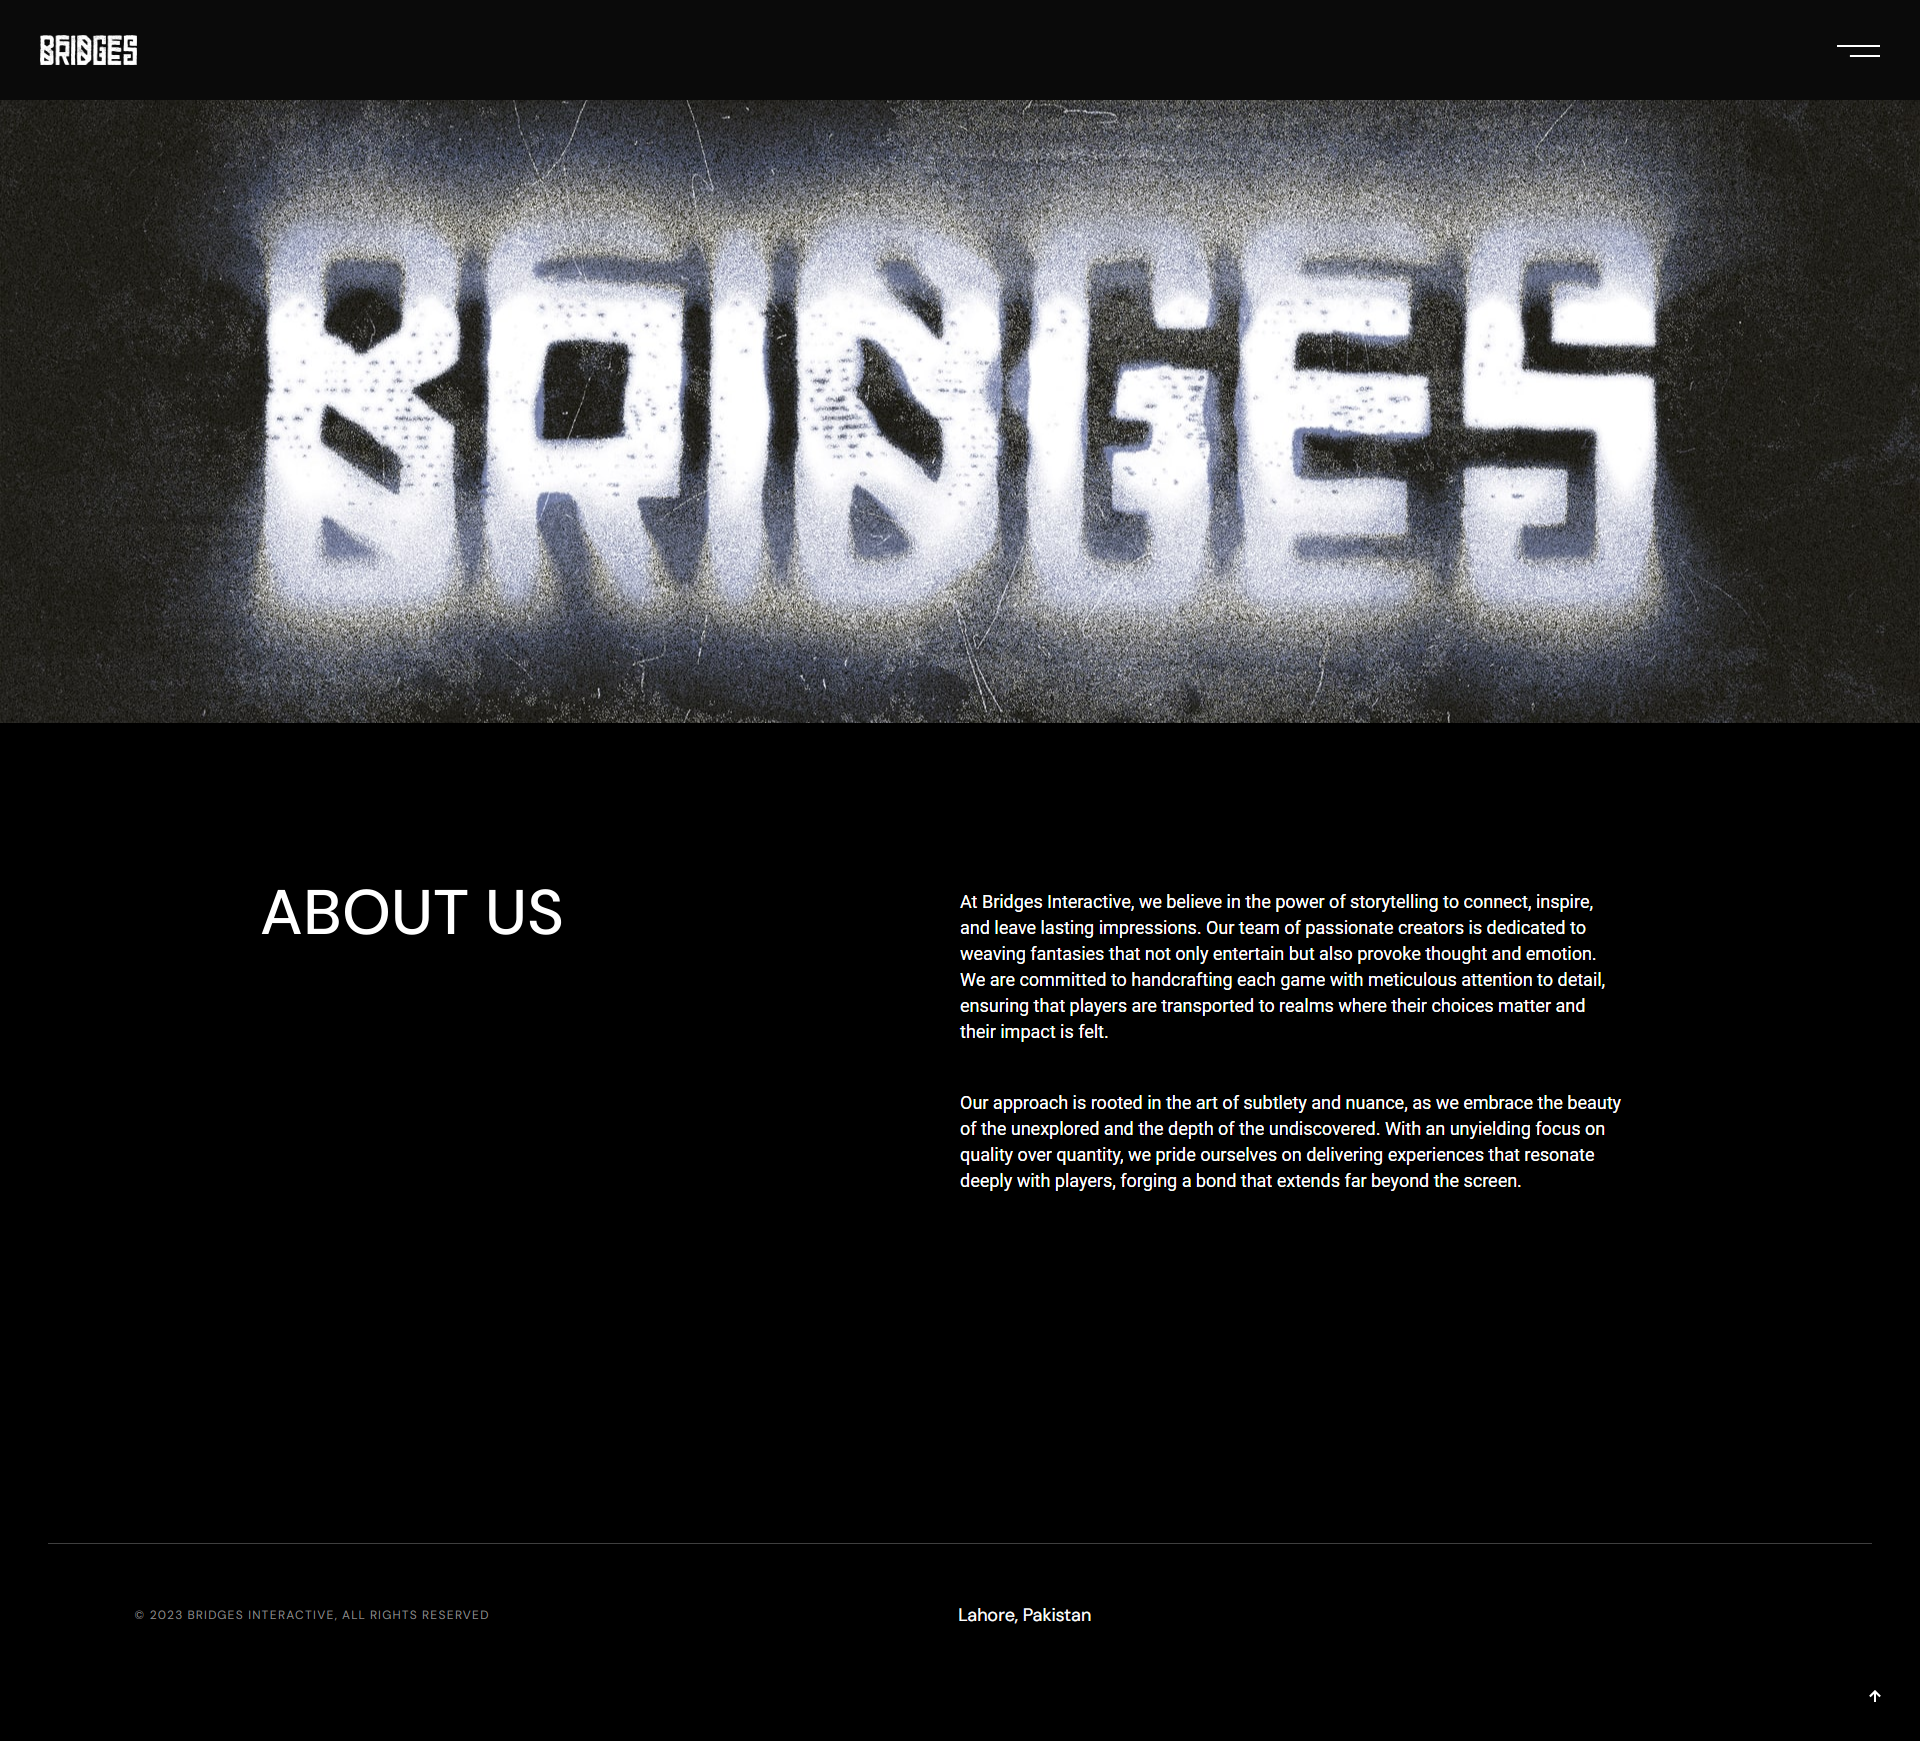 BRIDGES
BRIDGES
ABOUT US
At Bridges Interactive, we believe in the power of storytelling to connect, inspire,
and leave lasting impressions. Our team of passionate creators is dedicated to
weaving fantasies that not only entertain but also provoke thought and emotion.
We are committed to handcrafting each game with meticulous attention to detail,
ensuring that players are transported to realms where their choices matter and
their impact is felt.
Our approach is rooted in the art of subtlety and nuance, as we embrace the beauty
of the unexplored and the depth of the undiscovered. With an unyielding focus on
quality over quantity, we pride ourselves on delivering experiences that resonate
deeply with players, forging a bond that extends far beyond the screen.
© 2023 BRIDGES INTERACTIVE, ALL RIGHTS RESERVED
Lahore, Pakistan